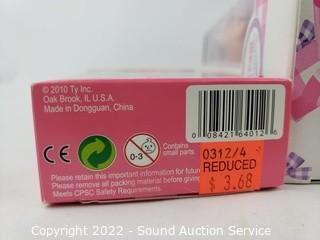 © 2010 Ty Inc.
Oak Brook, IL U.S.A.
Made in Dongguan, China
0 08421 64012 6
CE
0-3
Contains
small parts.
0312/4
REDUCED
$ 3.68
Please retain this important information for futur
Please remove all packing material before giving
Meets CPSC Safety Requirements.
Copyright 2022 - Sound Auction Service